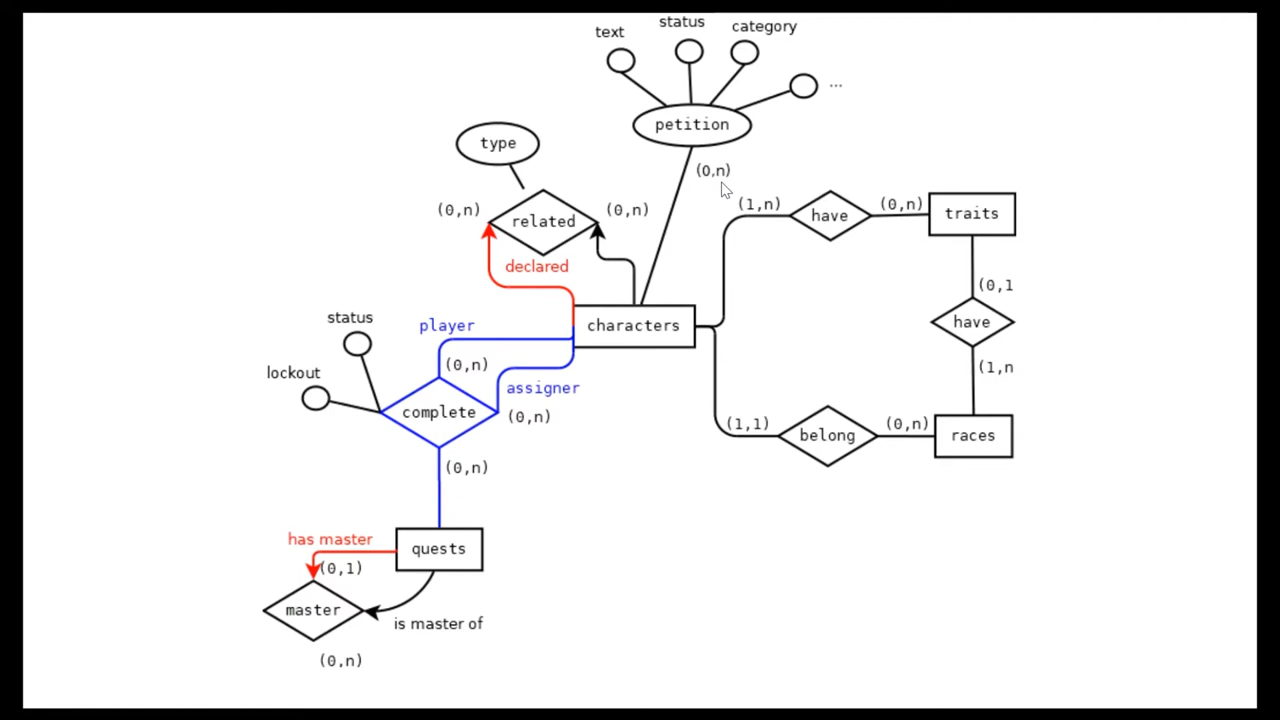 status
text
category
...
petition
type
(0,n)
(0,n)
(0,n)
related
(1,n)
have
(0,n)
traits
declared
(0,1
status
player
characters
have
(0,n)
(1,n
lockout
assigner
complete
(0,n)
(1,1)
(0,n)
belong
races
(0,n)
has master
quests
(0,1)
master
is master of
(0,n)